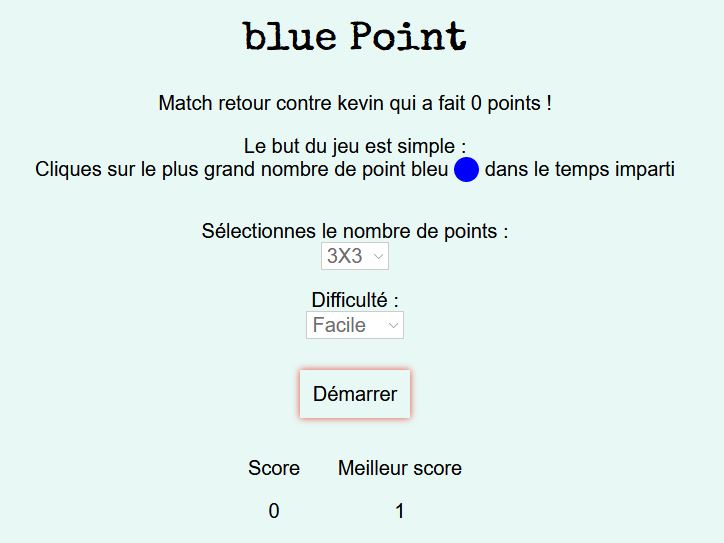 blue Point
Match retour contre kevin qui a fait 0 points !
Le but du jeu est simple :
Cliques sur le plus grand nombre de point bleu dans le temps imparti
Sélectionnes le nombre de points :
3X3
Difficulté :
Facile
Démarrer
Score Meilleur score
0 1